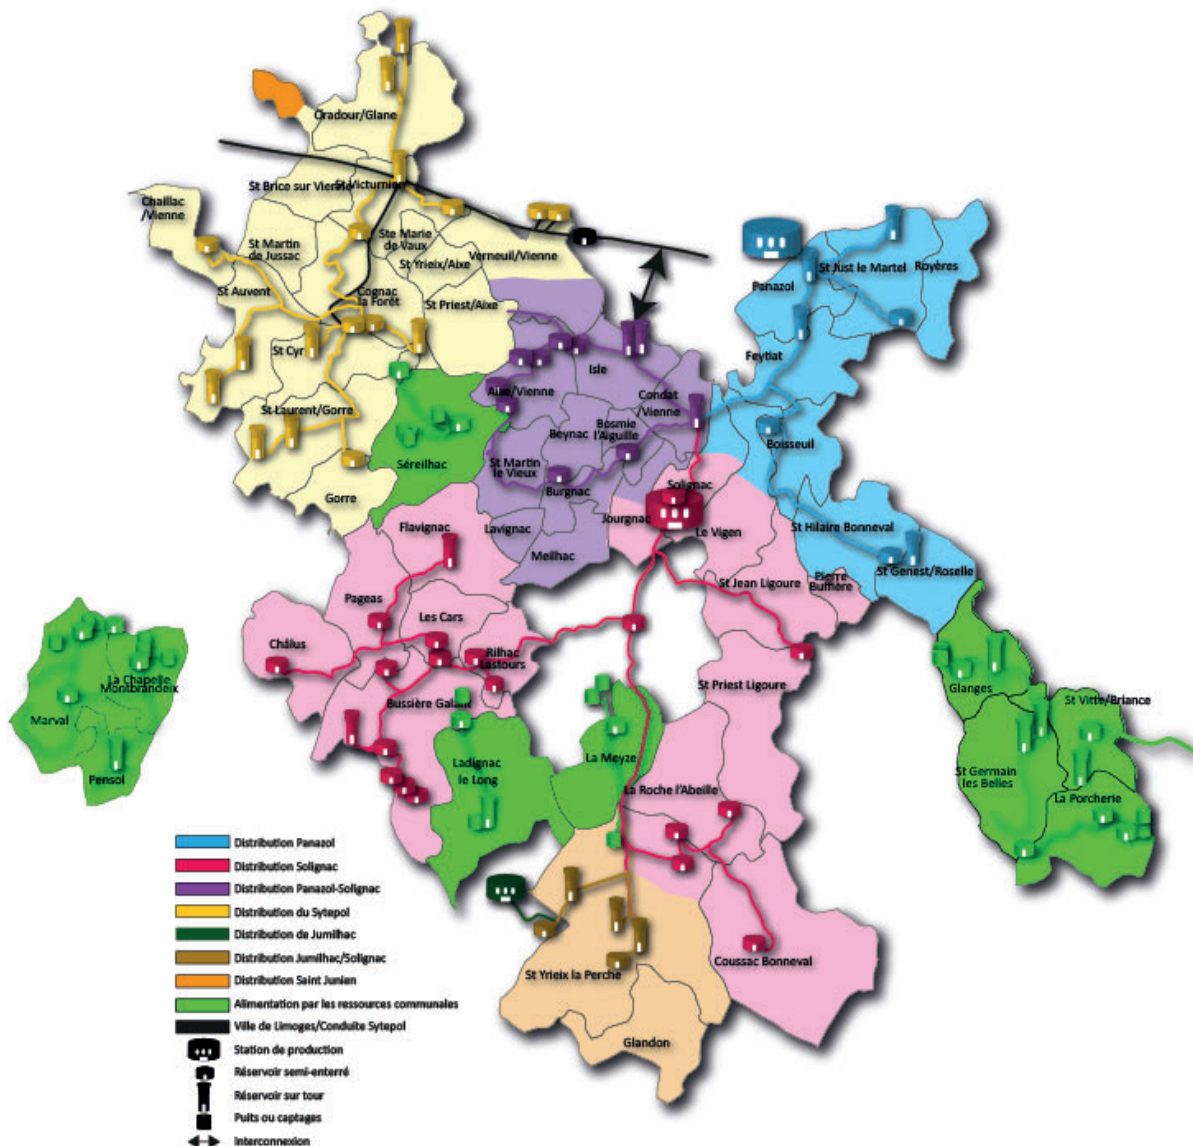 Oradour/Glane
St Brice sur Vienne
St Victurnien
Chaillac
/Vienne
St Martin
de Jussac
Ste Marie
de Vaux
St Yrieix/Aixe
Verneuil/Vienne
St Auvent
Cognac
la Forêt
St Priest/Aixe
St Cyr
St Laurent/Gorre
Gorre
Séreilhac
Panazol
St Just le Martel
Royères
Feytiat
Isle
Aixe/Vienne
Condat
/Vienne
Bosmie
l'Aiguille
Beynac
St Martin
le Vieux
Burgnac
Boisseuil
Solignac
Jourgnac
Le Vigen
Lavignac
Meilhac
Flavignac
St Hilaire Bonneval
St Genest/Roselle
St Jean Ligoure
Pierre
Buffière
Pageas
Les Cars
Châlus
Rilhac
Lastours
St Priest Ligoure
Bussière Galant
La Chapelle
Montbrandeix
Marval
Pensol
Glanges
St Vitte/Briance
St Germain
les Belles
La Porcherie
Ladignac
le Long
La Meyze
La Roche l'Abeille
St Yrieix la Perche
Coussac Bonneval
Glandon
Distribution Panazol
Distribution Solignac
Distribution Panazol-Solignac
Distribution du Sytepol
Distribution de Jumilhac
Distribution Jumilhac/Solignac
Distribution Saint Junien
Alimentation par les ressources communales
Ville de Limoges/Conduite Sytepol
Station de production
Réservoir semi-enterré
Réservoir sur tour
Puits ou captages
Interconnexion